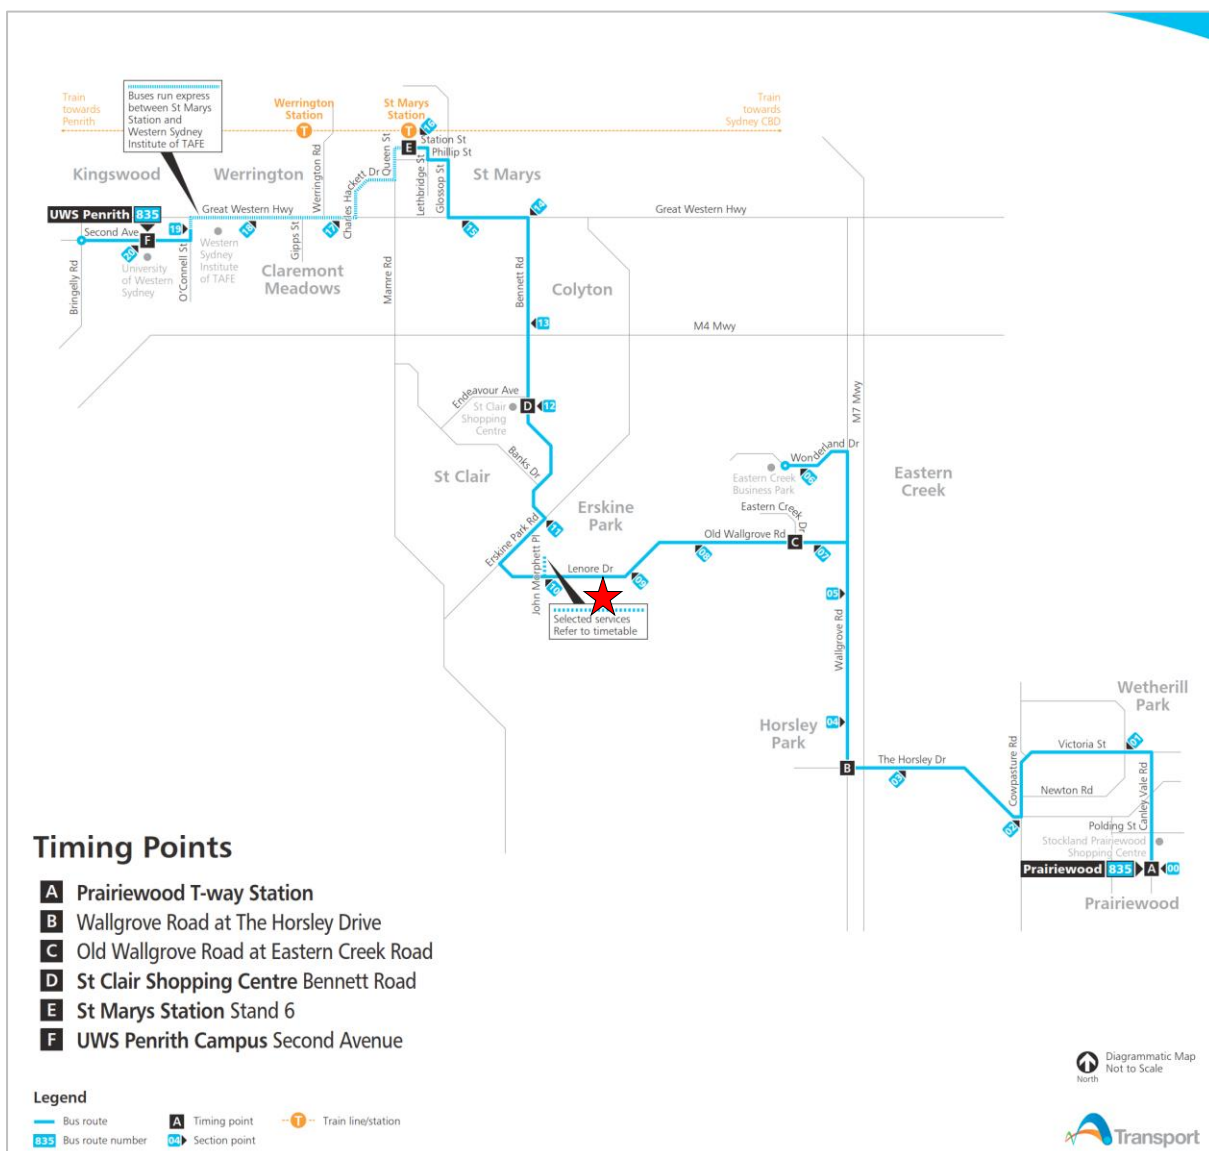 Buses run express
between St Marys
Station and
Western Sydney
Institute of TAFE
Train
towards
Penrith
Werrington
Station
T
St Marys
Station
T
Train
towards
Sydney CBD
16
E
Station St
Phillip St
Kingswood
Werrington
Werrington Rd
Charles Hackett Dr
Queen St
Lethbridge St
Glossop St
St Marys
UWS Penrith 835
Great Western Hwy
Great Western Hwy
Second Ave
F
20
19
18
17
15
14
University
of Western
Sydney
Bringelly Rd
O'Connell St
Western
Sydney
Institute
of TAFE
Gipps St
Claremont
Meadows
Mamre Rd
Bennett Rd
Colyton
13
M4 Mwy
M7 Mwy
Endeavour Ave
St Clair
Shopping
Centre
D
12
Banks Dr
St Clair
Wonderland Dr
06
Eastern Creek
Business Park
Eastern
Creek
Erskine
Park
Eastern Creek Dr
Erskine Park Rd
11
Old Wallgrove Rd
C
08
07
John Morphett Pl
Lenore Dr
10
09
Selected services
Refer to timetable
05
Wallgrove Rd
04
Horsley
Park
B
The Horsley Dr
03
Wetherill
Park
Cowpasture Rd
Victoria St
01
Newton Rd
Canley Vale Rd
02
Polding St
Stockland Prairiewood
Shopping Centre
Prairiewood 835
A
00
Prairiewood
Timing Points
A Prairiewood T-way Station
B Wallgrove Road at The Horsley Drive
C Old Wallgrove Road at Eastern Creek Road
D St Clair Shopping Centre Bennett Road
E St Marys Station Stand 6
F UWS Penrith Campus Second Avenue
Legend
Bus route
A Timing point
T Train line/station
835 Bus route number
04 Section point
North
Diagrammatic Map
Not to Scale
Transport